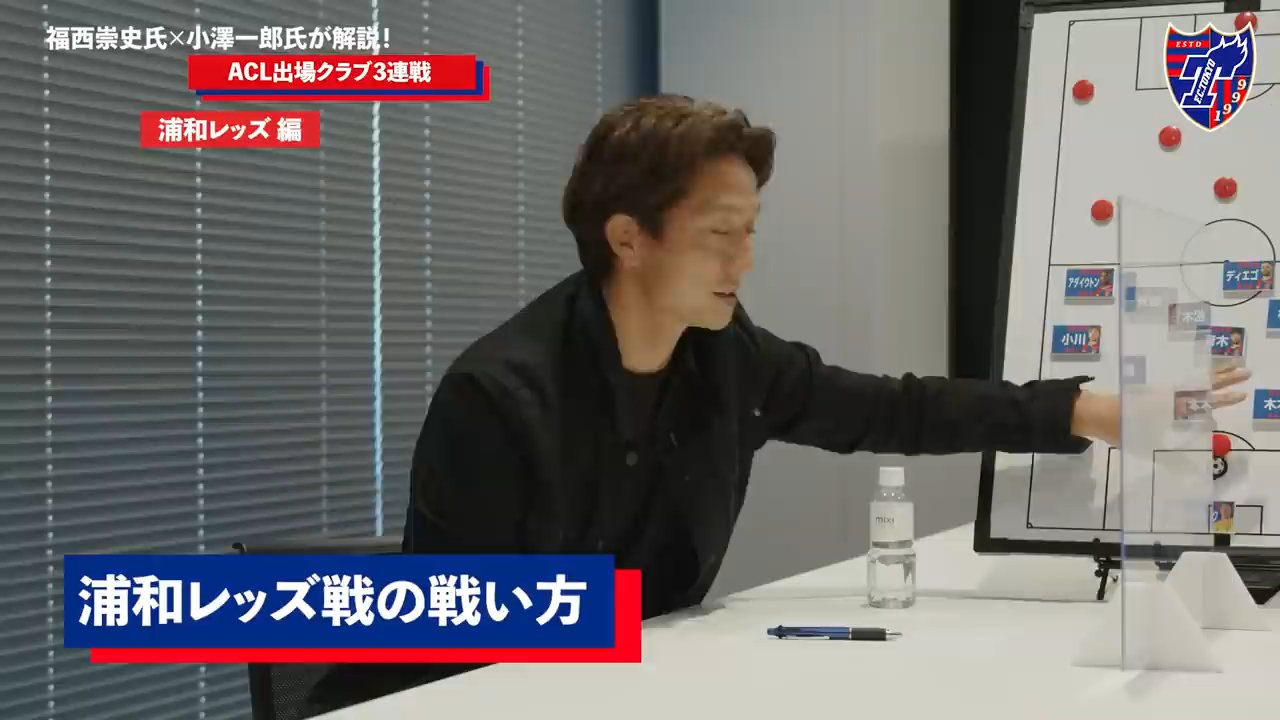 福西崇史氏×小澤一郎氏が解説！
ACL出場クラブ3連戦
浦和レッズ 編
ESTD
FC TOKYO
1999
アダイウトン
ディエゴ
小川
青木
mixi
浦和レッズ戦の戦い方